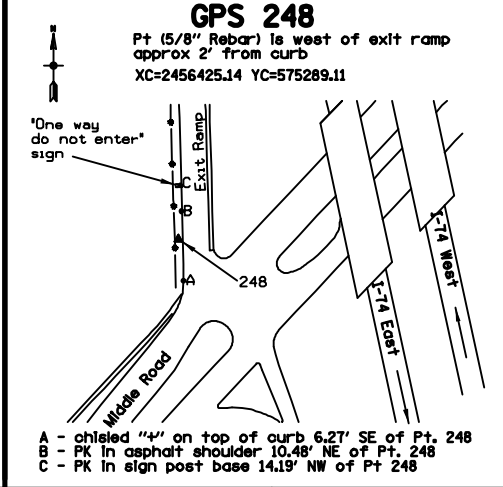 GPS 248
Pt (5/8" Rebar) is west of exit ramp
approx 2' from curb
XC=2456425.14 YC=575289.11
N
"One way
do not enter"
sign
Exit Ramp
C
B
248
A
I-74 West
I-74 East
Middle Road
A - chisled "+" on top of curb 6.27' SE of Pt. 248
B - PK in asphalt shoulder 10.48' NE of Pt. 248
C - PK in sign post base 14.19' NW of Pt 248